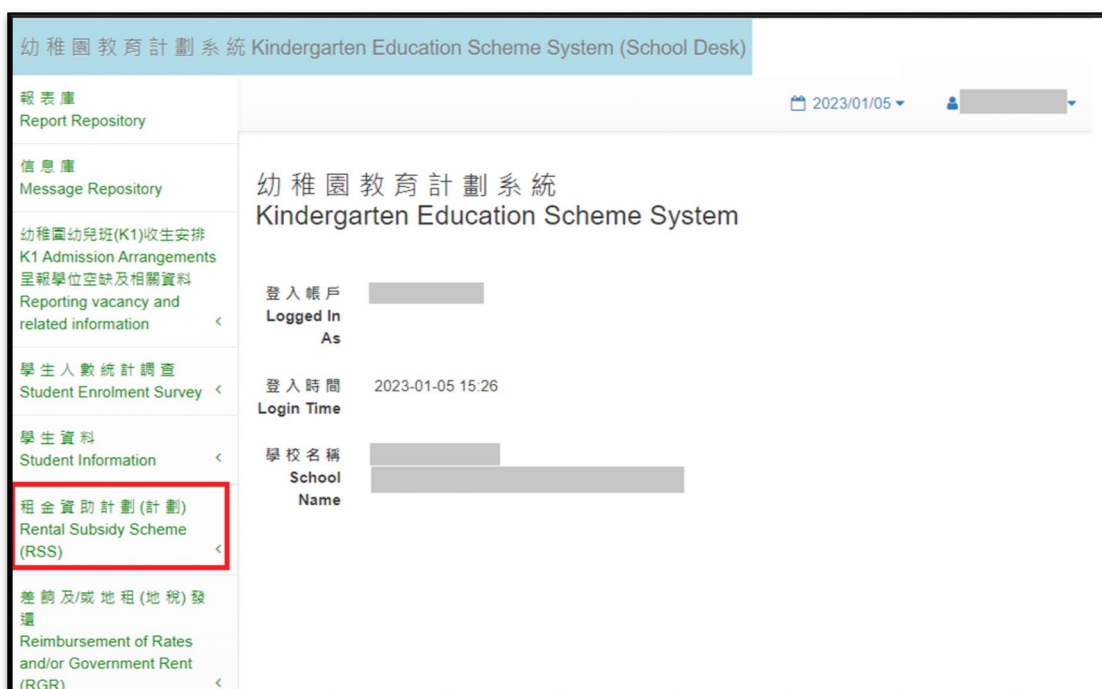 幼稚園教育計劃系統 Kindergarten Education Scheme System (School Desk)
2023/01/05
報表庫
Report Repository
信息庫
Message Repository
幼稚園幼兒班(K1)收生安排
K1 Admission Arrangements
呈報學位空缺及相關資料
Reporting vacancy and
related information
學生人數統計調查
Student Enrolment Survey
學生資料
Student Information
租金資助計劃(計劃)
Rental Subsidy Scheme
(RSS)
差餉及/或地租(地稅)發
還
Reimbursement of Rates
and/or Government Rent
(RGR)
幼稚園教育計劃系統
Kindergarten Education Scheme System
登入帳戶
Logged In
As
登入時間 2023-01-05 15:26
Login Time
學校名稱
School
Name